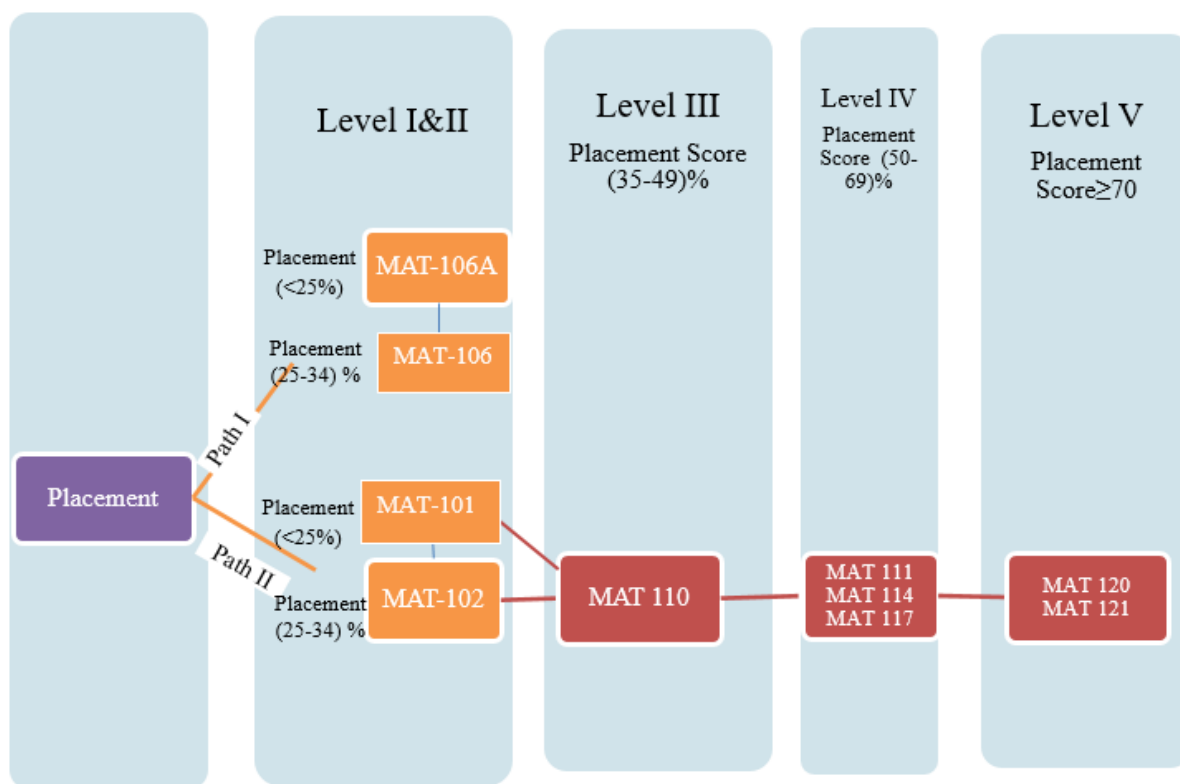 Placement
Path I
Path II
Level I&II
Placement
(<25%)
MAT-106A
Placement
(25-34) %
MAT-106
Placement
(<25%)
MAT-101
Placement
(25-34) %
MAT-102
Level III
Placement Score
(35-49)%
MAT 110
Level IV
Placement
Score (50-
69)%
MAT 111
MAT 114
MAT 117
Level V
Placement
Score≥70
MAT 120
MAT 121